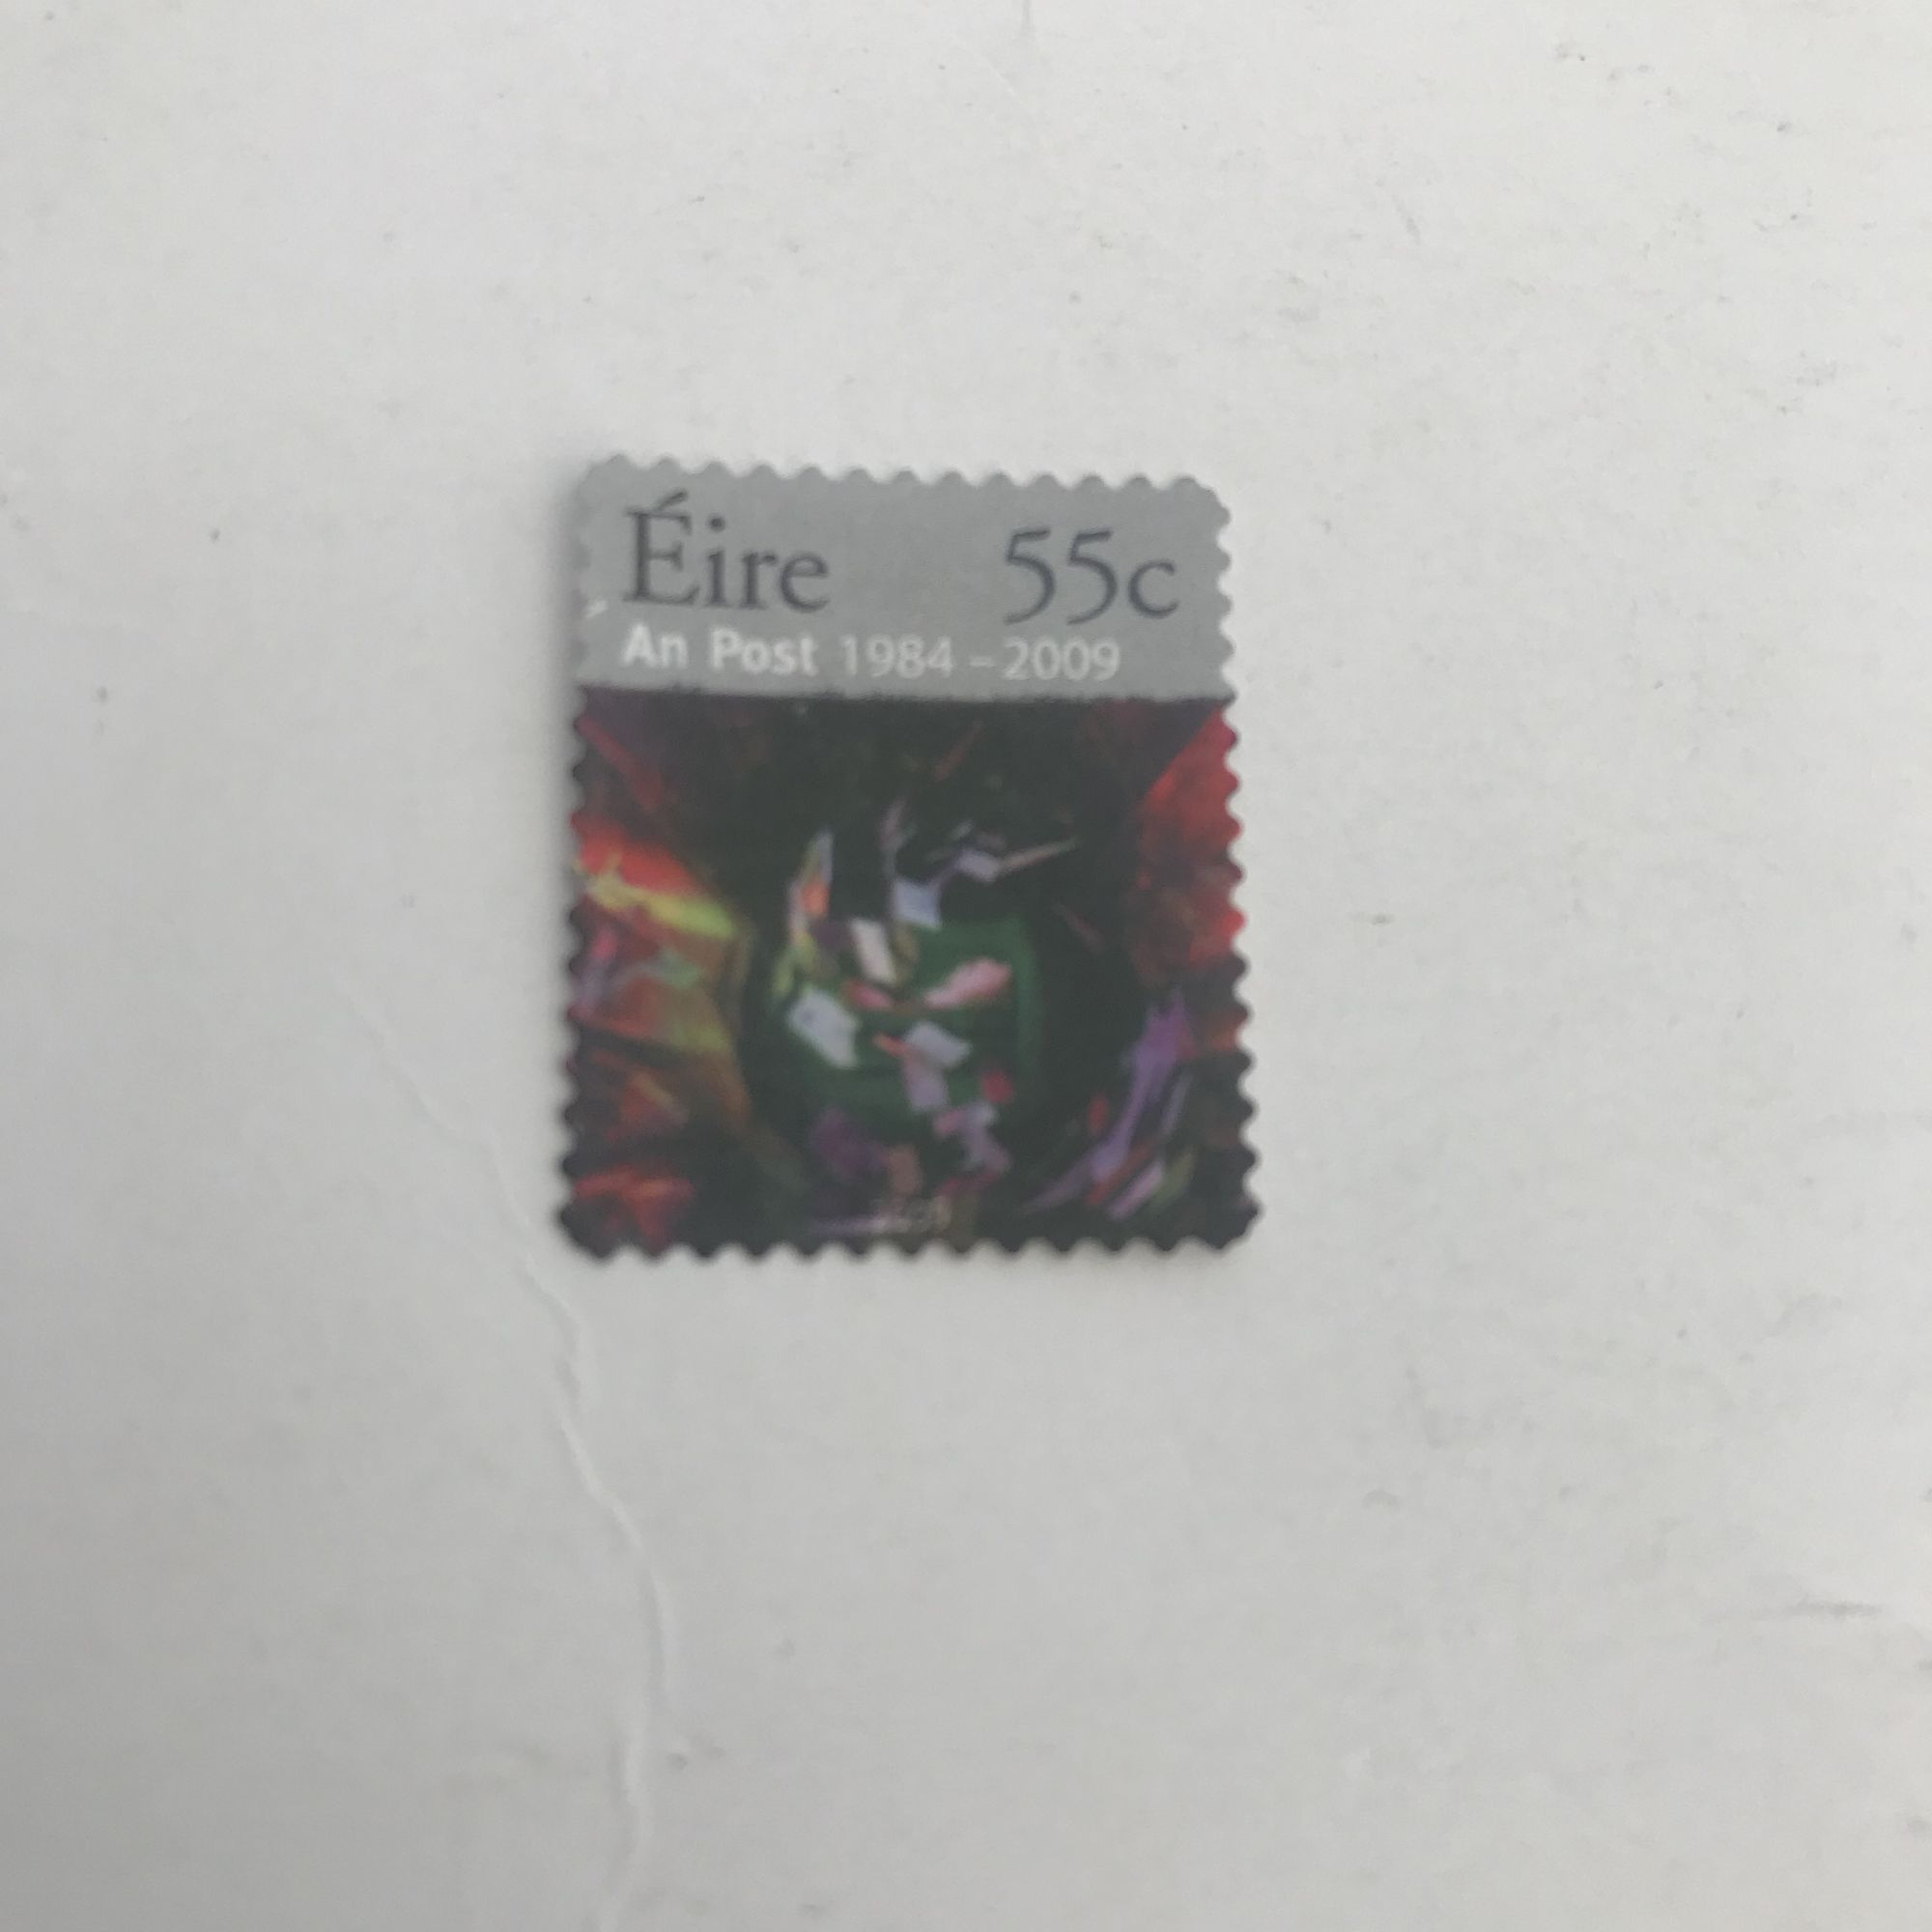 Éire 55c
An Post 1984 – 2009